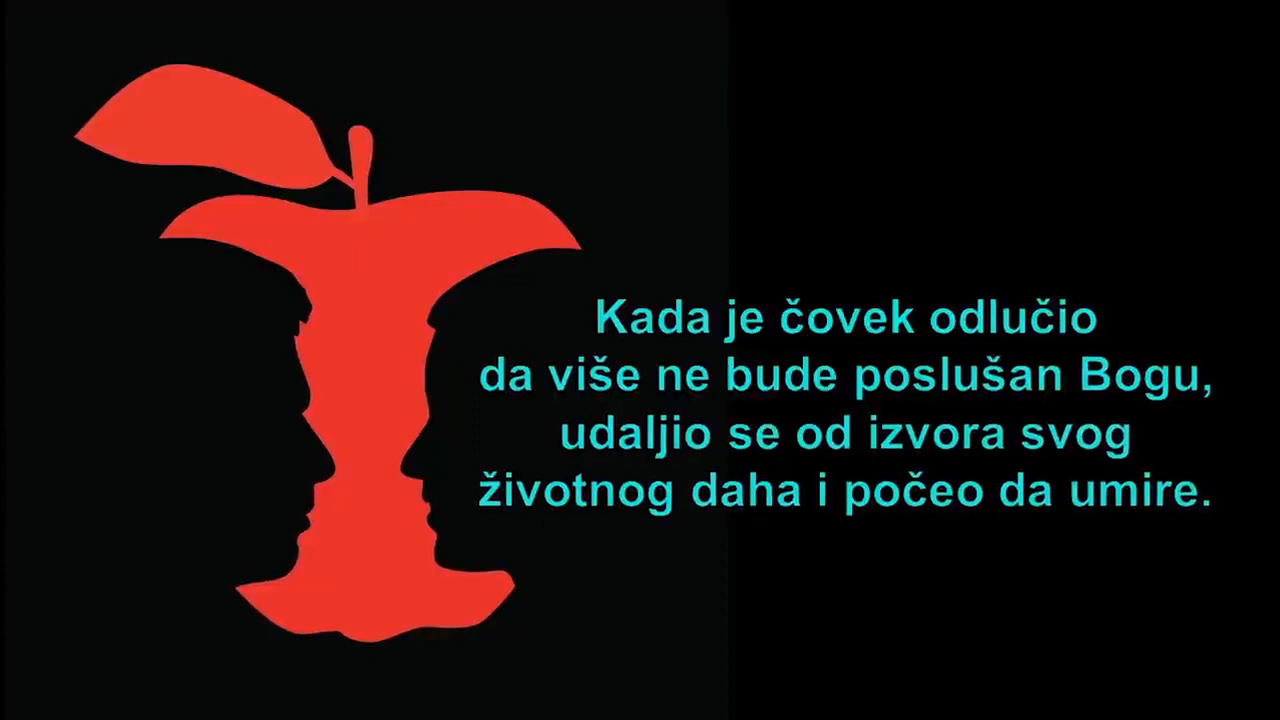 Kada je čovek odlučio
da više ne bude poslušan Bogu,
udaljio se od izvora svog
životnog daha i počeo da umire.